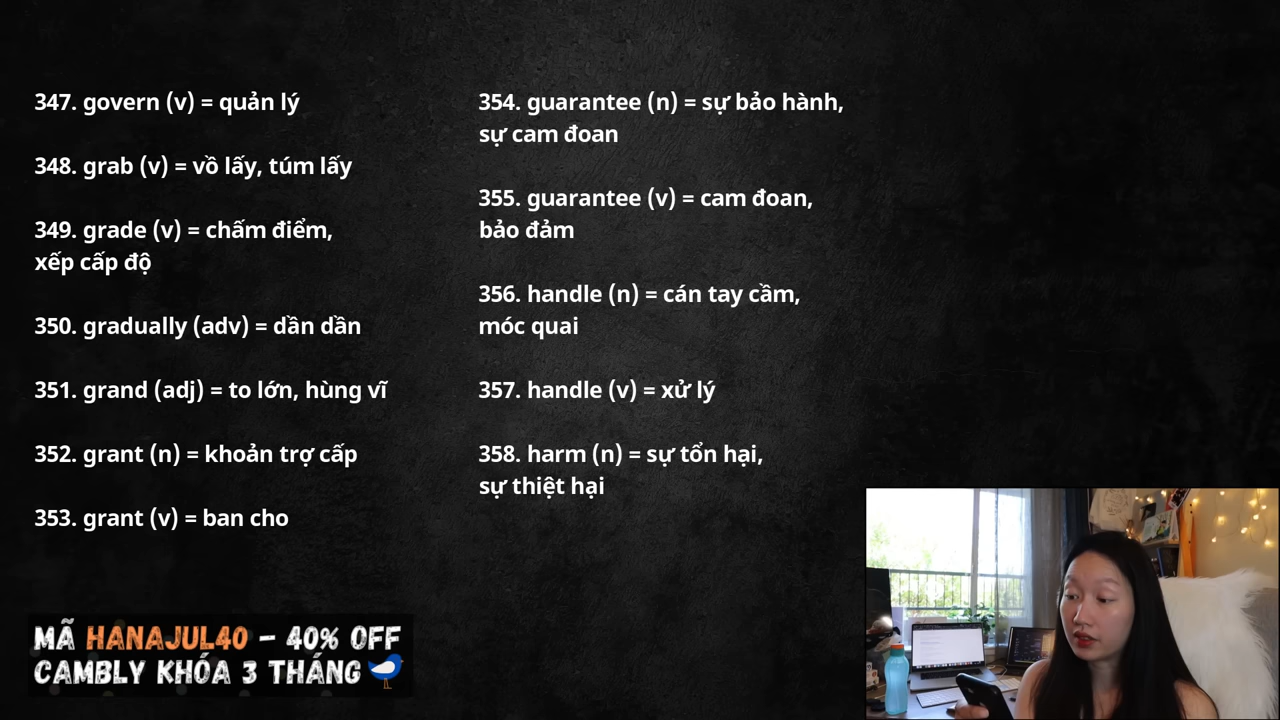 347. govern (v) = quản lý
348. grab (v) = vồ lấy, túm lấy
349. grade (v) = chấm điểm,
xếp cấp độ
350. gradually (adv) = dần dần
351. grand (adj) = to lớn, hùng vĩ
352. grant (n) = khoản trợ cấp
353. grant (v) = ban cho
354. guarantee (n) = sự bảo hành,
sự cam đoan
355. guarantee (v) = cam đoan,
bảo đảm
356. handle (n) = cán tay cầm,
móc quai
357. handle (v) = xử lý
358. harm (n) = sự tổn hại,
sự thiệt hại
MÃ HANAJUL40 – 40% OFF
CAMBLY KHÓA 3 THÁNG